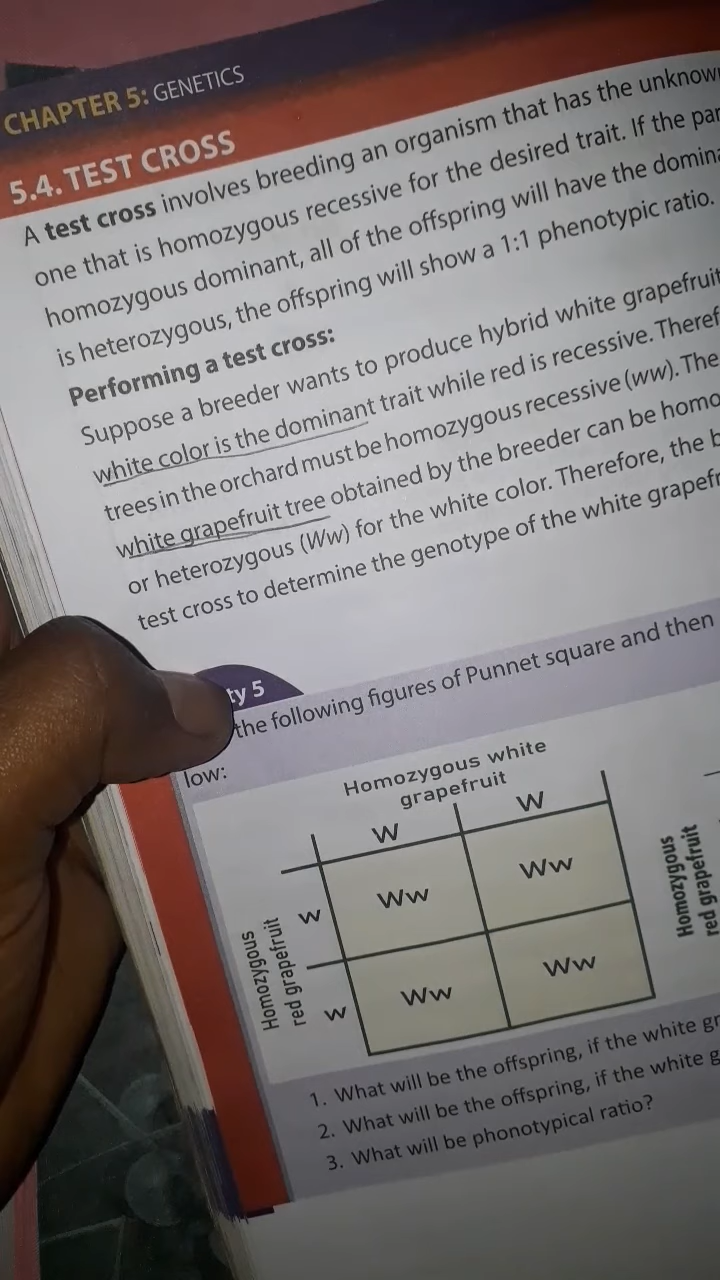 CHAPTER 5: GENETICS
5.4. TEST CROSS
A test cross involves breeding an organism that has the unknown
one that is homozygous recessive for the desired trait. If the par
homozygous dominant, all of the offspring will have the domina
is heterozygous, the offspring will show a 1:1 phenotypic ratio.
Performing a test cross:
Suppose a breeder wants to produce hybrid white grapefruit
white color is the dominant trait while red is recessive. Theref
trees in the orchard must be homozygous recessive (ww). The
white grapefruit tree obtained by the breeder can be homo
or heterozygous (Ww) for the white color. Therefore, the b
test cross to determine the genotype of the white grapefr
ty 5
the following figures of Punnet square and then
low:
Homozygous white
grapefruit
W W
Homozygous
red grapefruit
w Ww Ww
w Ww Ww
Homozygous
red grapefruit
1. What will be the offspring, if the white gr
2. What will be the offspring, if the white g
3. What will be phonotypical ratio?